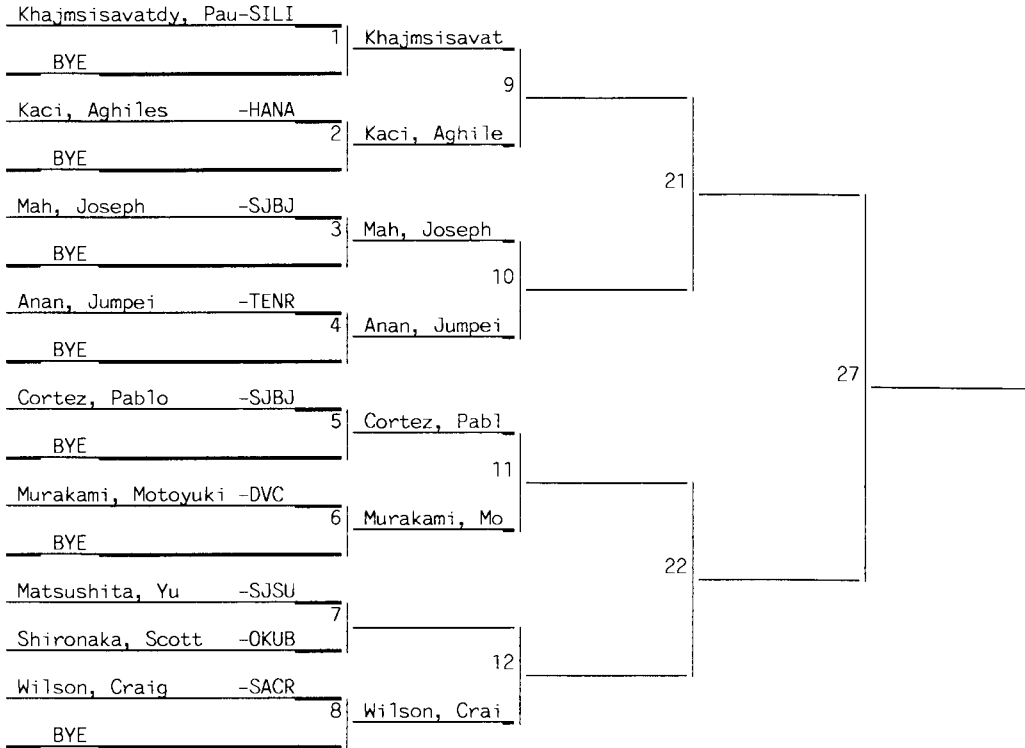 Khajmsisavatdy, Pau-SILI
1 Khajmsisavat
BYE
9
Kaci, Aghiles -HANA
2 Kaci, Aghile
BYE
21
Mah, Joseph -SJBJ
3 Mah, Joseph
BYE
10
Anan, Jumpei -TENR
4 Anan, Jumpei
BYE
27
Cortez, Pablo -SJBJ
5 Cortez, Pabl
BYE
11
Murakami, Motoyuki -DVC
6 Murakami, Mo
BYE
22
Matsushita, Yu -SJSU
7
Shironaka, Scott -OKUB
12
Wilson, Craig -SACR
8 Wilson, Crai
BYE